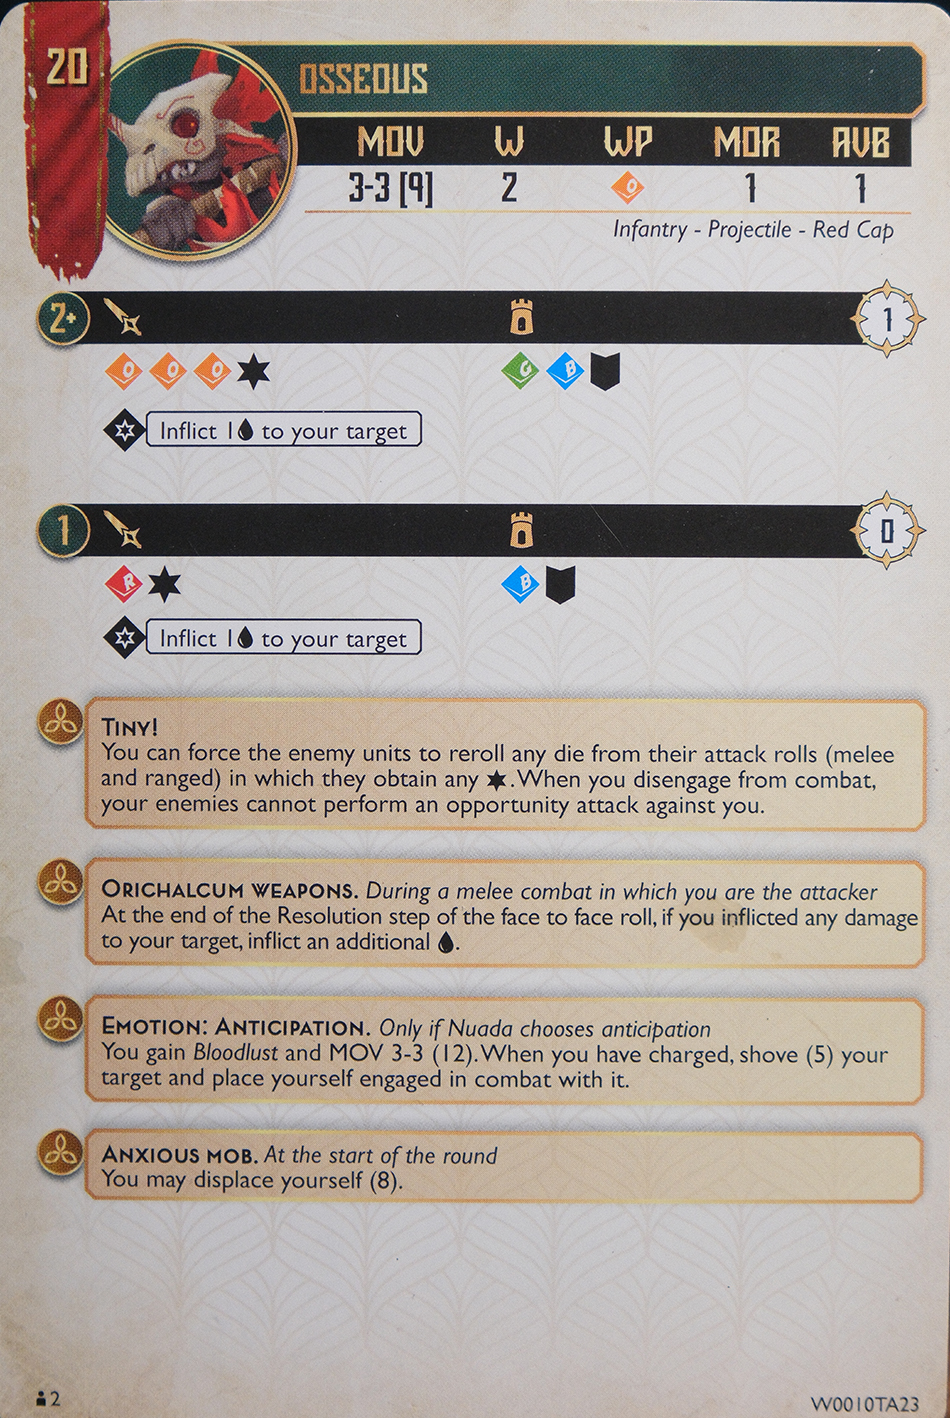 20
OSSEOUS
MOV W WP MOR AVB
3-3 [9] 2 O 1 1
Infantry - Projectile - Red Cap
2+ 1
O O O G B
Inflict 1 to your target
1 0
R B
Inflict 1 to your target
TINY!
You can force the enemy units to reroll any die from their attack rolls (melee
and ranged) in which they obtain any . When you disengage from combat,
your enemies cannot perform an opportunity attack against you.
ORICHALCUM WEAPONS. During a melee combat in which you are the attacker
At the end of the Resolution step of the face to face roll, if you inflicted any damage
to your target, inflict an additional .
EMOTION: ANTICIPATION. Only if Nuada chooses anticipation
You gain Bloodlust and MOV 3-3 (12). When you have charged, shove (5) your
target and place yourself engaged in combat with it.
ANXIOUS MOB. At the start of the round
You may displace yourself (8).
2 W0010TA23